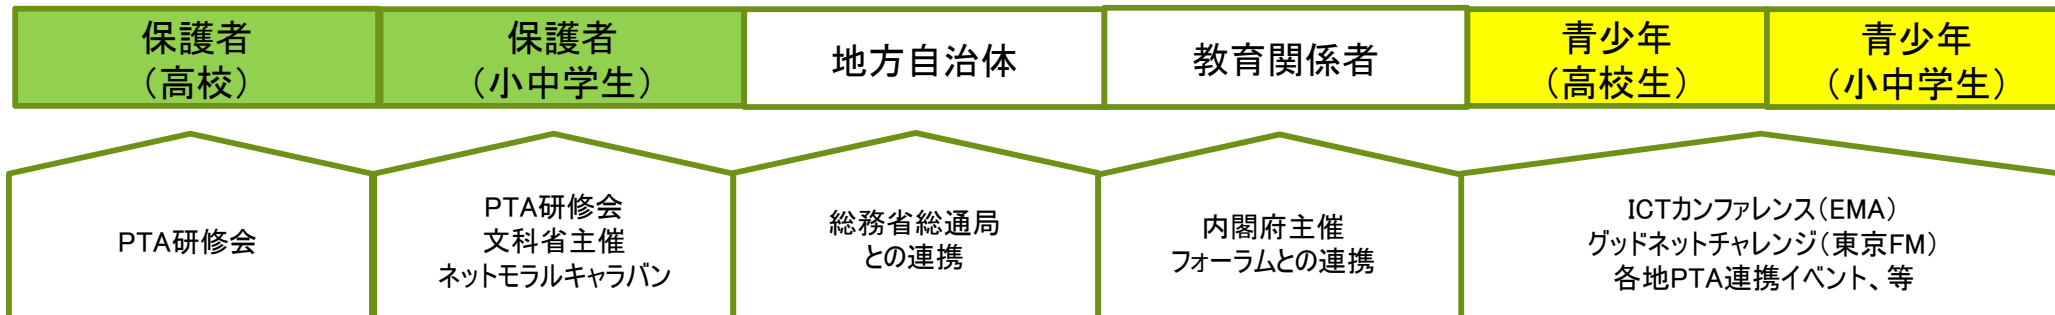 保護者
（高校）
保護者
（小中学生）
地方自治体
教育関係者
青少年
（高校生）
青少年
（小中学生）
PTA研修会
PTA研修会
文科省主催
ネットモラルキャラバン
総務省総通局
との連携
内閣府主催
フォーラムとの連携
ICTカンファレンス（EMA）
グッドネットチャレンジ（東京FM）
各地PTA連携イベント、等